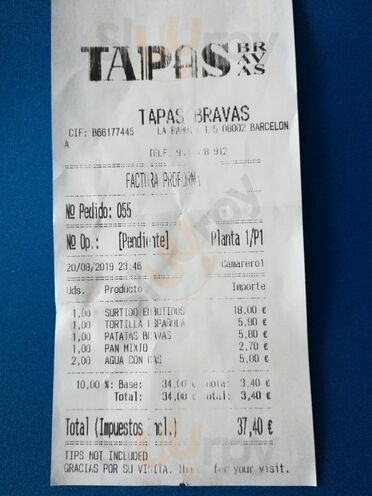 TAPAS BRAVAS
TAPAS BRAVAS
CIF: B66177445 LA RAMBLA 08002 BARCELON
A
TELF. 912
FACTURA PROFORMA
№ Pedido: 055
№ Op.: [Pendiente] Planta 1/P1
20/08/2019 23:46 Camarero1
Uds. Producto Importe
1,00 SURTIDO EMBUTIDOS 18,00 €
1,00 TORTILLA ESPAÑOLA 5,90 €
1,00 PATATAS BRAVAS 5,80 €
1,00 PAN MIXTO 2,70 €
2,00 AGUA CON GAS 5,00 €
10,00 %: Base: 34,00 € Cuota: 3,40 €
Total: 34,00 € Total: 3,40 €
Total (Impuestos Incl.) 37,40 €
TIPS NOT INCLUDED
GRACIAS POR SU VISITA. for your visit.